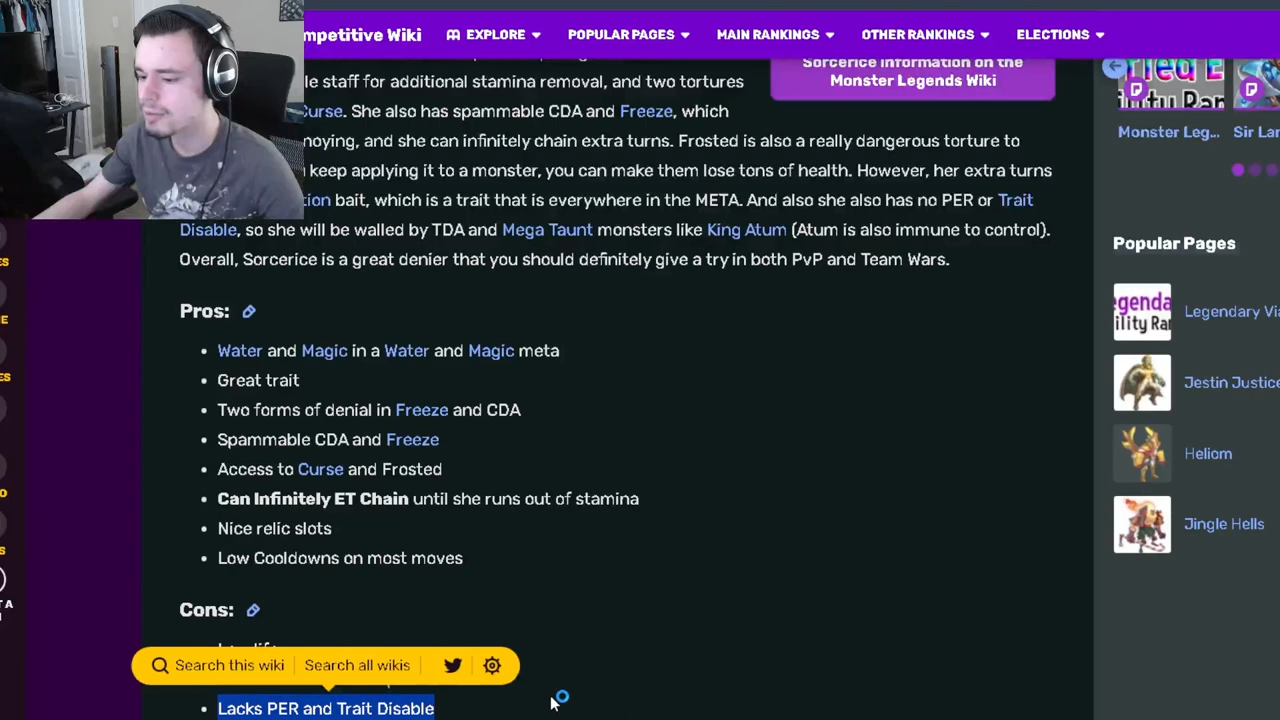 mpetitive Wiki EXPLORE POPULAR PAGES MAIN RANKINGS OTHER RANKINGS ELECTIONS
le staff for additional stamina removal, and two tortures
Curse. She also has spammable CDA and Freeze, which
noying, and she can infinitely chain extra turns. Frosted is also a really dangerous torture to
keep applying it to a monster, you can make them lose tons of health. However, her extra turns
tion bait, which is a trait that is everywhere in the META. And also she also has no PER or Trait
Disable, so she will be walled by TDA and Mega Taunt monsters like King Atum (Atum is also immune to control).
Overall, Sorcerice is a great denier that you should definitely give a try in both PvP and Team Wars.
Sorcerice information on the
Monster Legends Wiki
Pros:
• Water and Magic in a Water and Magic meta
• Great trait
• Two forms of denial in Freeze and CDA
• Spammable CDA and Freeze
• Access to Curse and Frosted
• Can Infinitely ET Chain until she runs out of stamina
• Nice relic slots
• Low Cooldowns on most moves
Cons:
Search this wiki Search all wikis
• Lacks PER and Trait Disable
Monster Leg... Sir Lar
Popular Pages
Legendary Via
Jestin Justice
Heliom
Jingle Hells